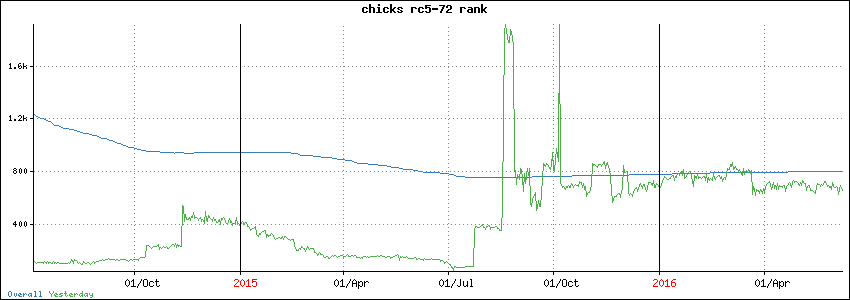 chicks rc5-72 rank
1.6k
1.2k
800
400
01/Oct 2015 01/Apr 01/Jul 01/Oct 2016 01/Apr
Overall Yesterday